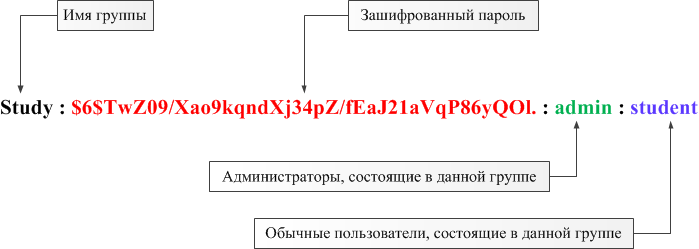 Имя группы
Зашифрованный пароль
Study : $6$TwZ09/Xao9kqndXj34pZ/fEaJ21aVqP86yQOl. : admin : student
Администраторы, состоящие в данной группе
Обычные пользователи, состоящие в данной группе